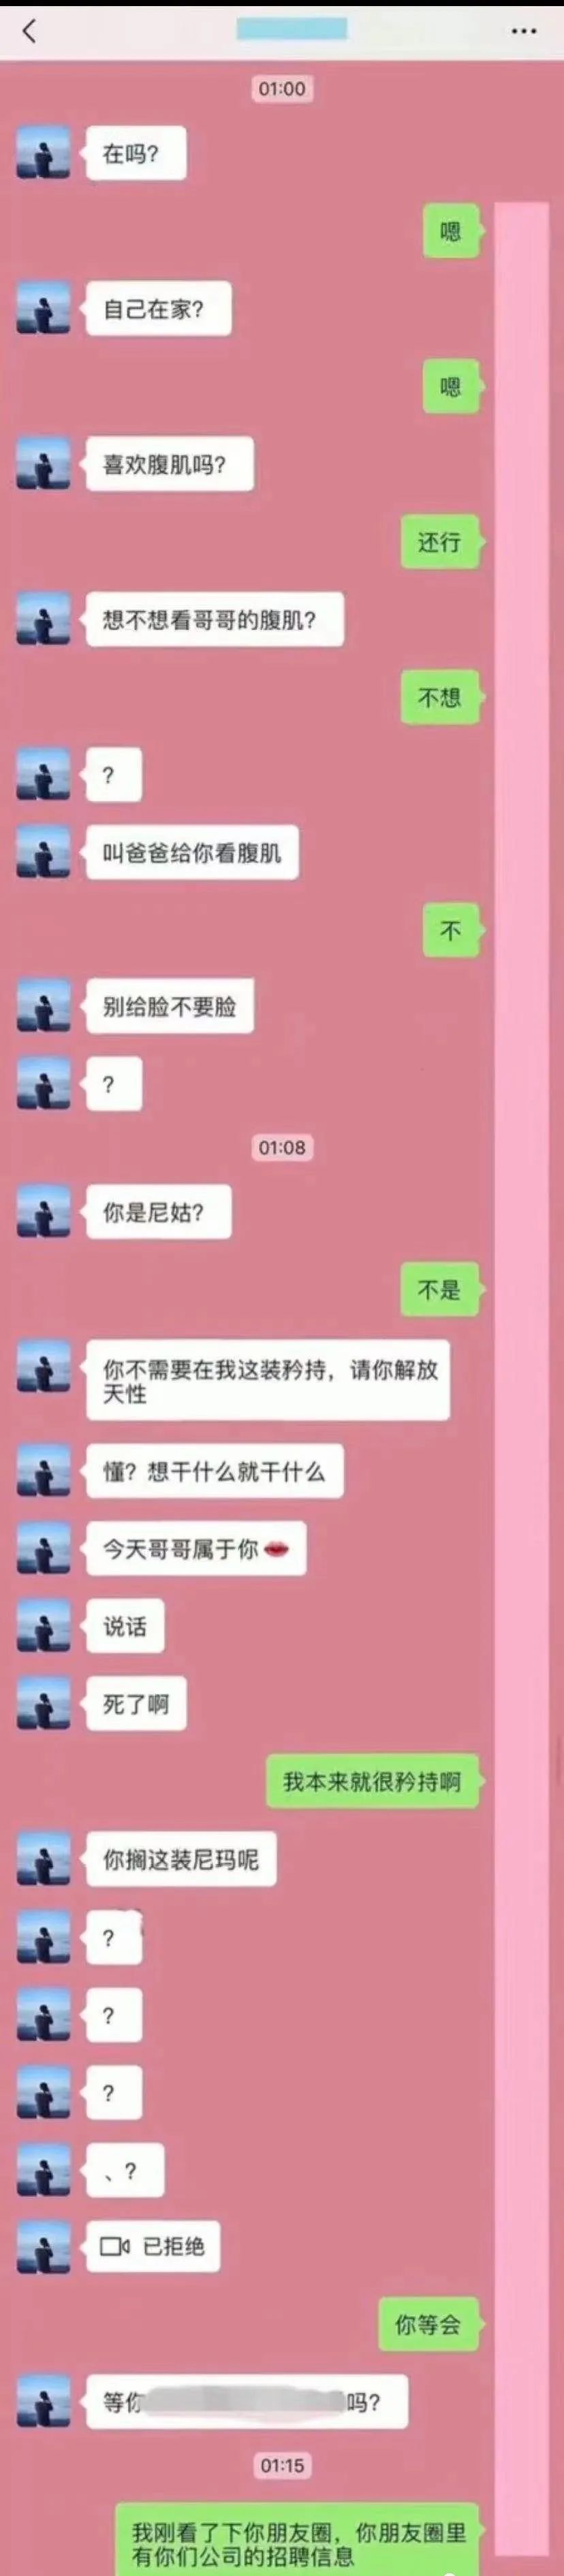 01:00
在吗?
嗯
自己在家?
嗯
喜欢腹肌吗?
还行
想不想看哥哥的腹肌?
不想
?
叫爸爸给你看腹肌
不
别给脸不要脸
?
01:08
你是尼姑?
不是
你不需要在我这装矜持，请你解放
天性
懂? 想干什么就干什么
今天哥哥属于你
说话
死了啊
我本来就很矜持啊
你搁这装尼玛呢
?
?
?
、?
已拒绝
你等会
等你 吗?
01:15
我刚看了下你朋友圈，你朋友圈里
有你们公司的招聘信息